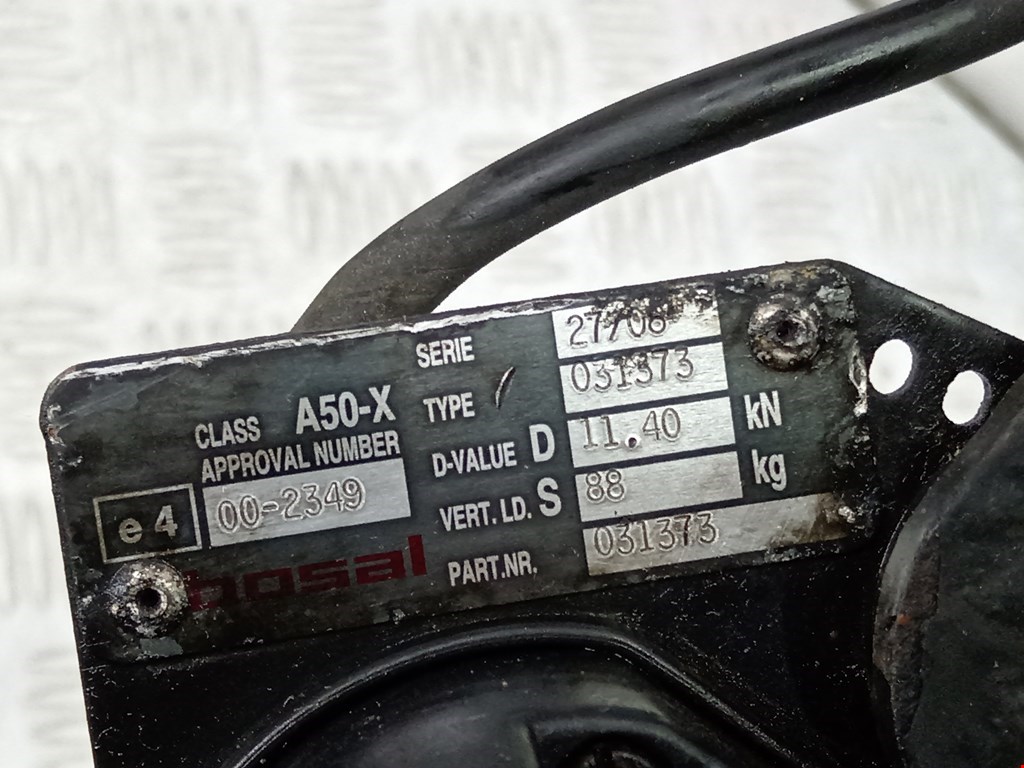 SERIE 27/06
TYPE 031373
CLASS A50-X
D-VALUE D 11.40 kN
APPROVAL NUMBER
e4 00-2349
VERT. LD. S 88 kg
bosal
PART.NR. 031373